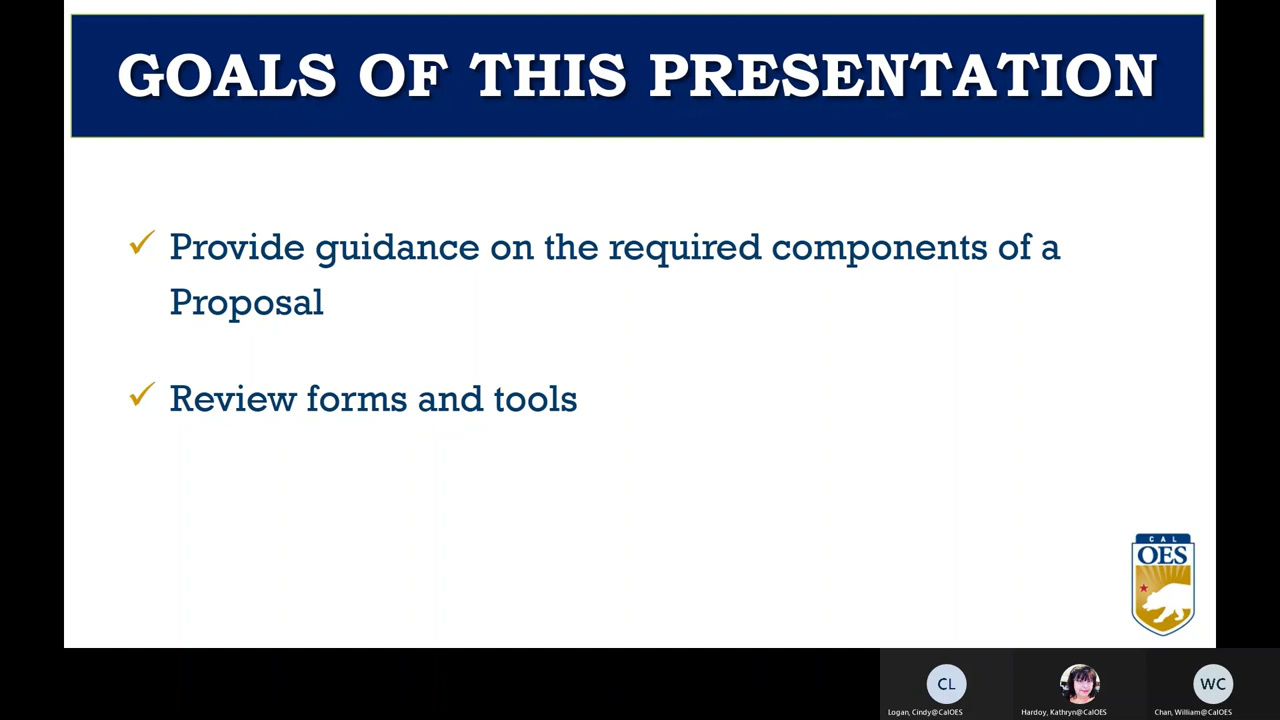 GOALS OF THIS PRESENTATION
✓ Provide guidance on the required components of a
Proposal
✓ Review forms and tools
CAL
OES
CL
WC
Logan, Cindy@CalOES
Hardoy, Kathryn@CalOES
Chan, William@CalOES